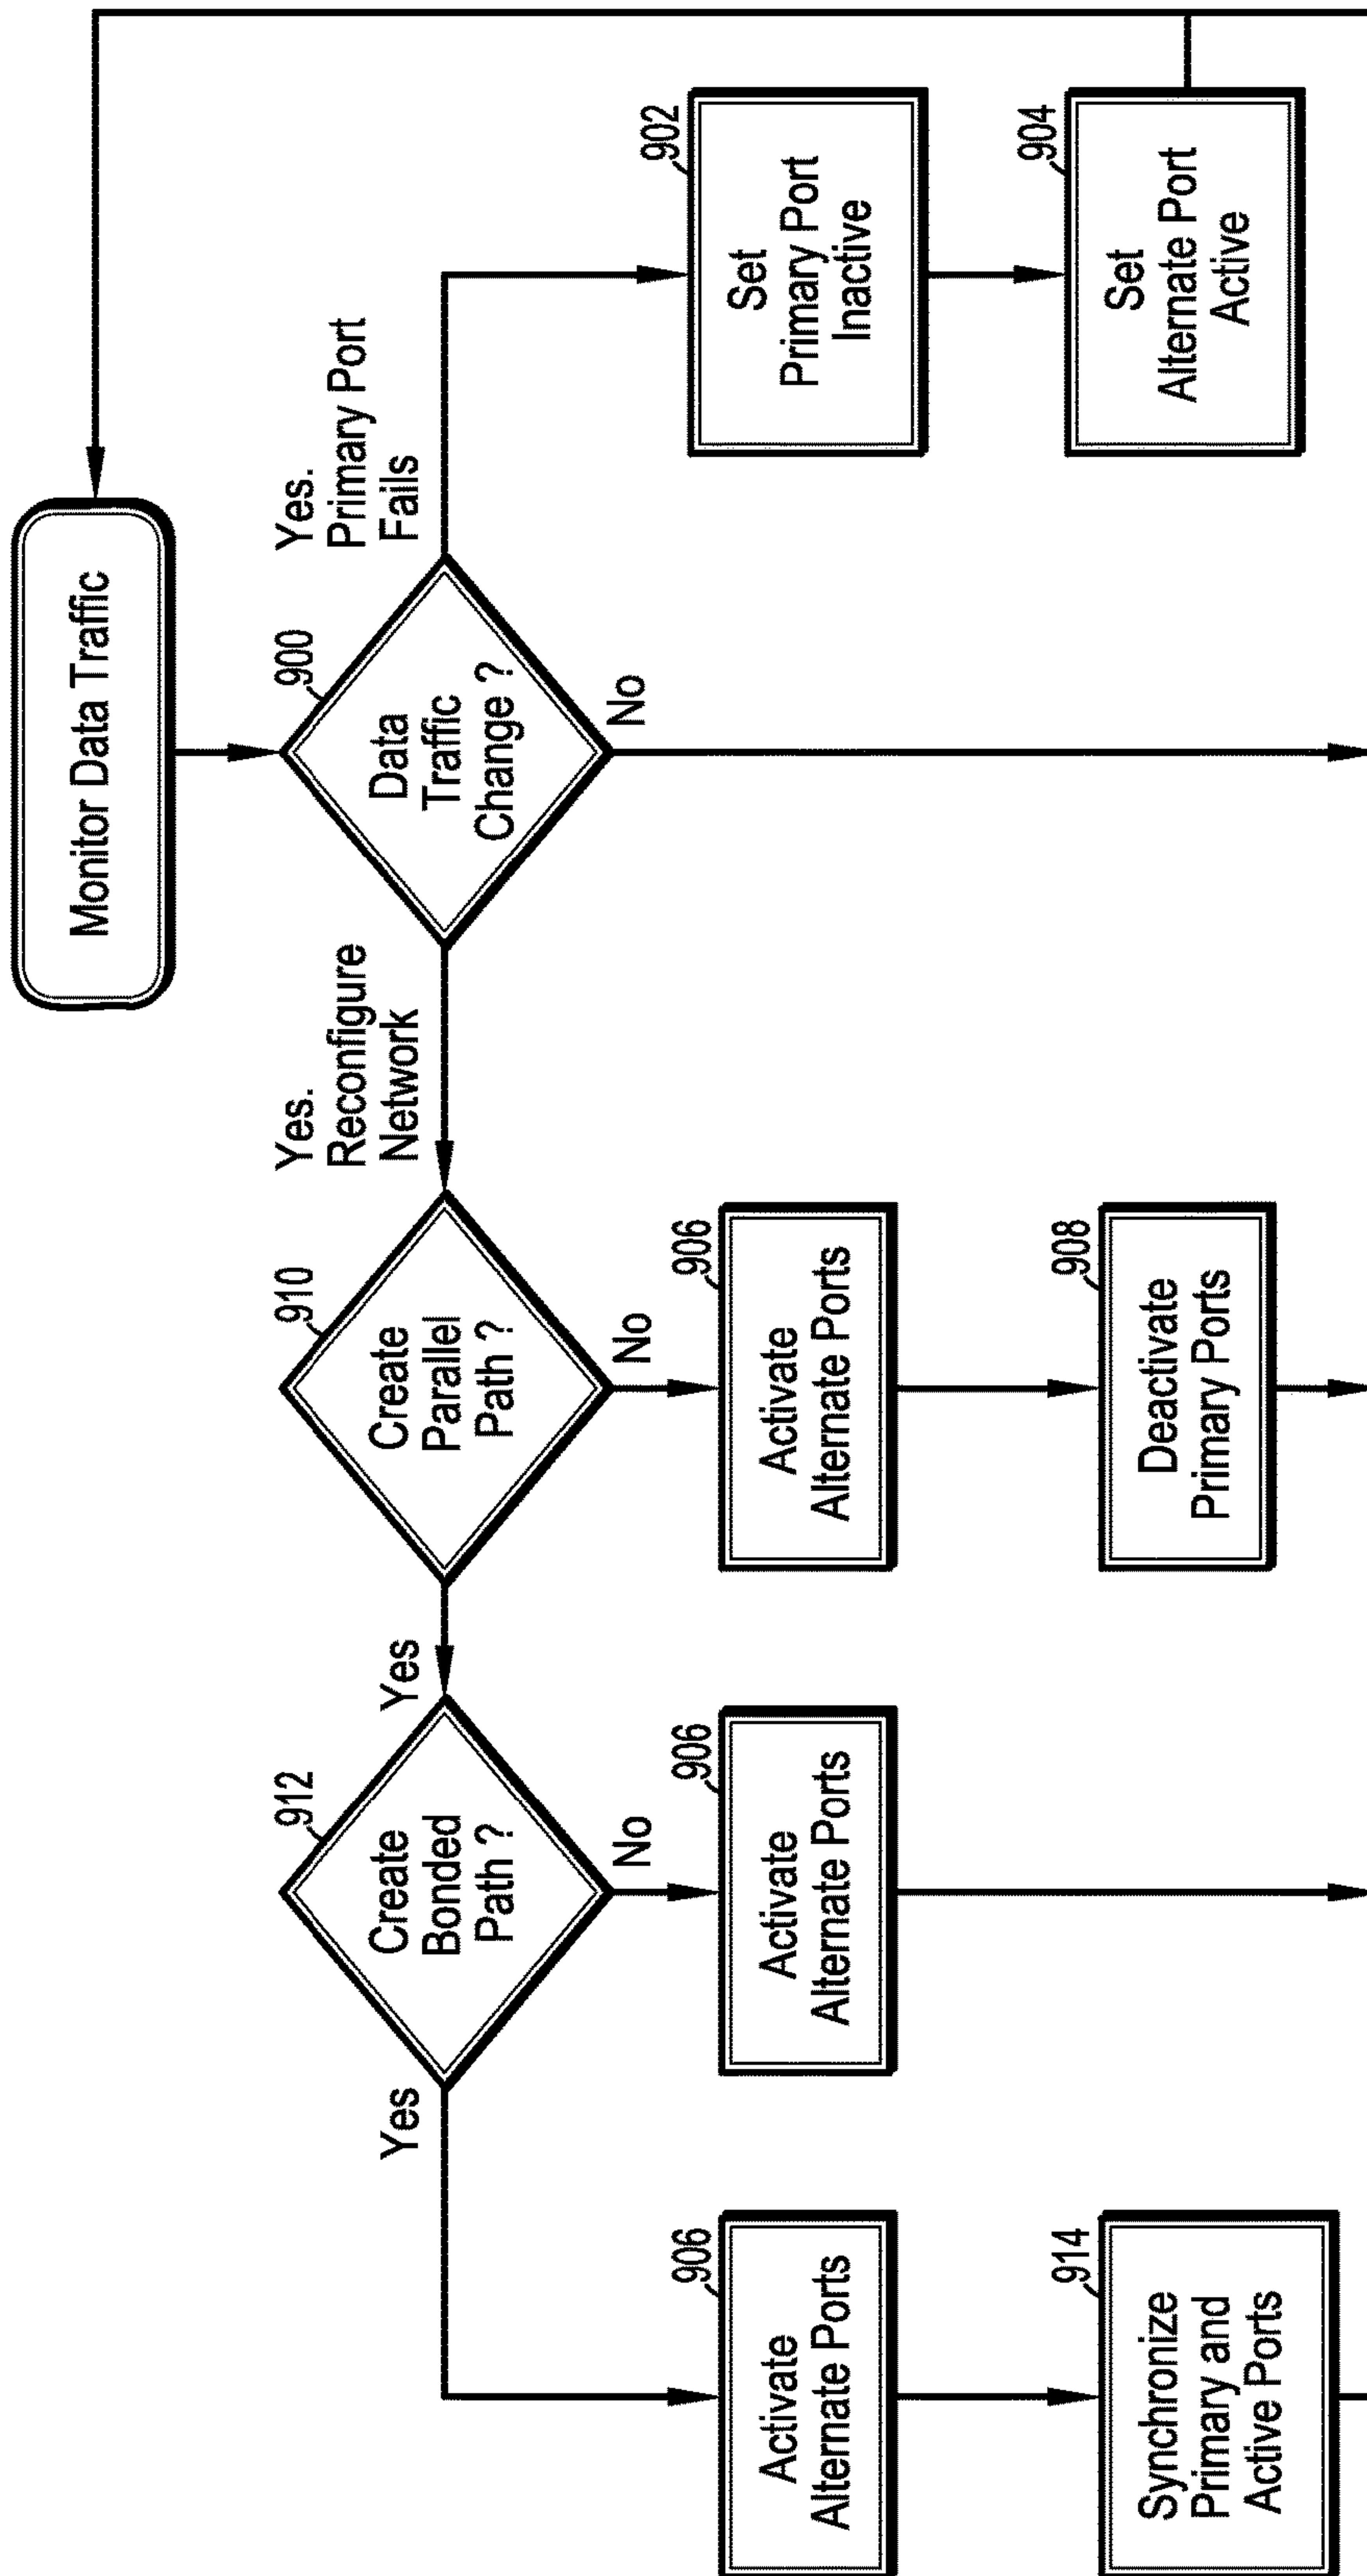 Monitor Data Traffic
900
Data
Traffic
Change ?
Yes.
Primary Port
Fails
No
902
Set
Primary Port
Inactive
904
Set
Alternate Port
Active
Yes.
Reconfigure
Network
910
Create
Parallel
Path ?
No
906
Activate
Alternate Ports
908
Deactivate
Primary Ports
Yes
912
Create
Bonded
Path ?
No
906
Activate
Alternate Ports
Yes
906
Activate
Alternate Ports
914
Synchronize
Primary and
Active Ports